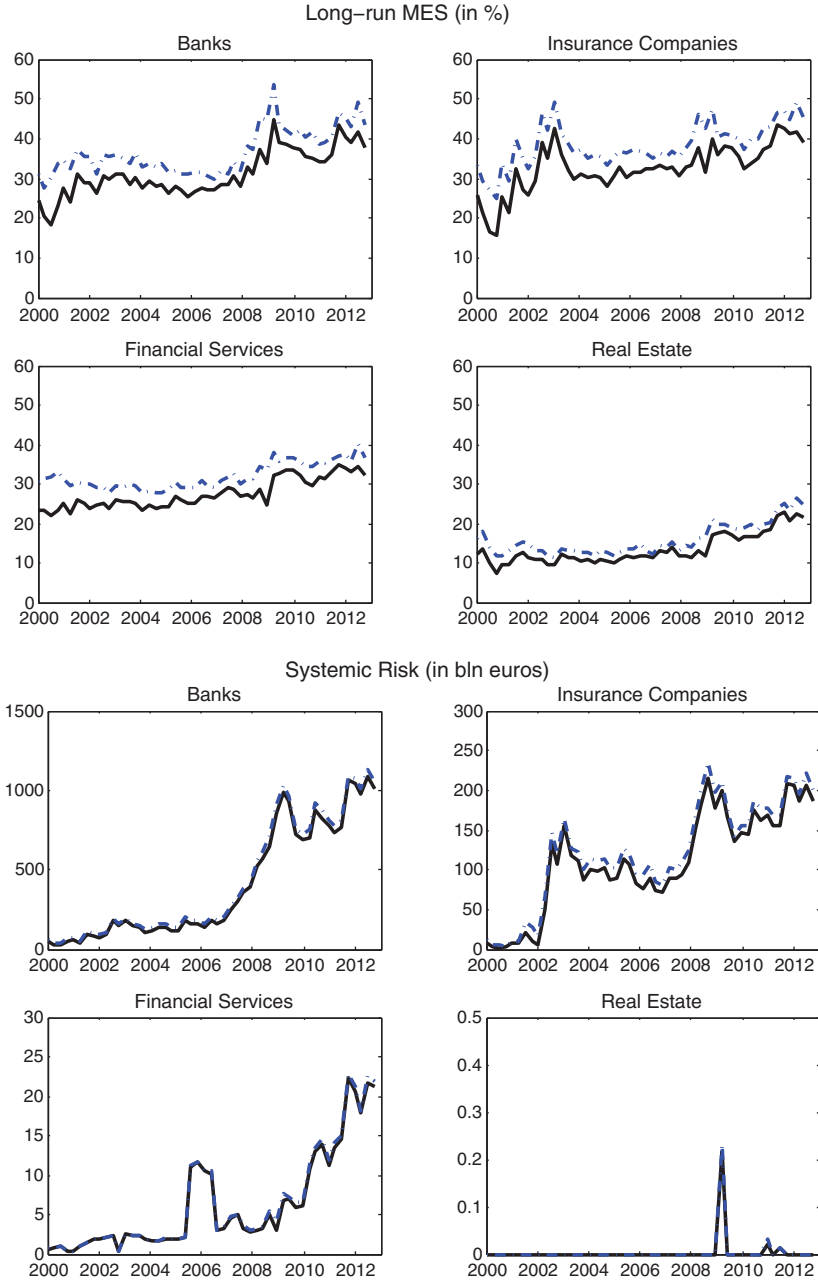 Long−run MES (in %)
Banks
60
50
40
30
20
10
0
2000 2002 2004 2006 2008 2010 2012
Insurance Companies
60
50
40
30
20
10
0
2000 2002 2004 2006 2008 2010 2012
Financial Services
60
50
40
30
20
10
0
2000 2002 2004 2006 2008 2010 2012
Real Estate
60
50
40
30
20
10
0
2000 2002 2004 2006 2008 2010 2012
Systemic Risk (in bln euros)
Banks
1500
1000
500
0
2000 2002 2004 2006 2008 2010 2012
Insurance Companies
300
250
200
150
100
50
0
2000 2002 2004 2006 2008 2010 2012
Financial Services
30
25
20
15
10
5
0
2000 2002 2004 2006 2008 2010 2012
Real Estate
0.5
0.4
0.3
0.2
0.1
0
2000 2002 2004 2006 2008 2010 2012